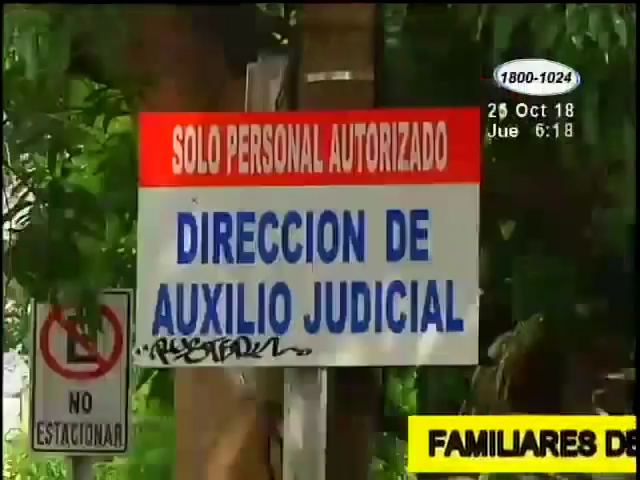 1800-1024
25 Oct 18
Jue 6:18
SOLO PERSONAL AUTORIZADO
DIRECCION DE
AUXILIO JUDICIAL
E
NO
ESTACIONAR
FAMILIARES DE